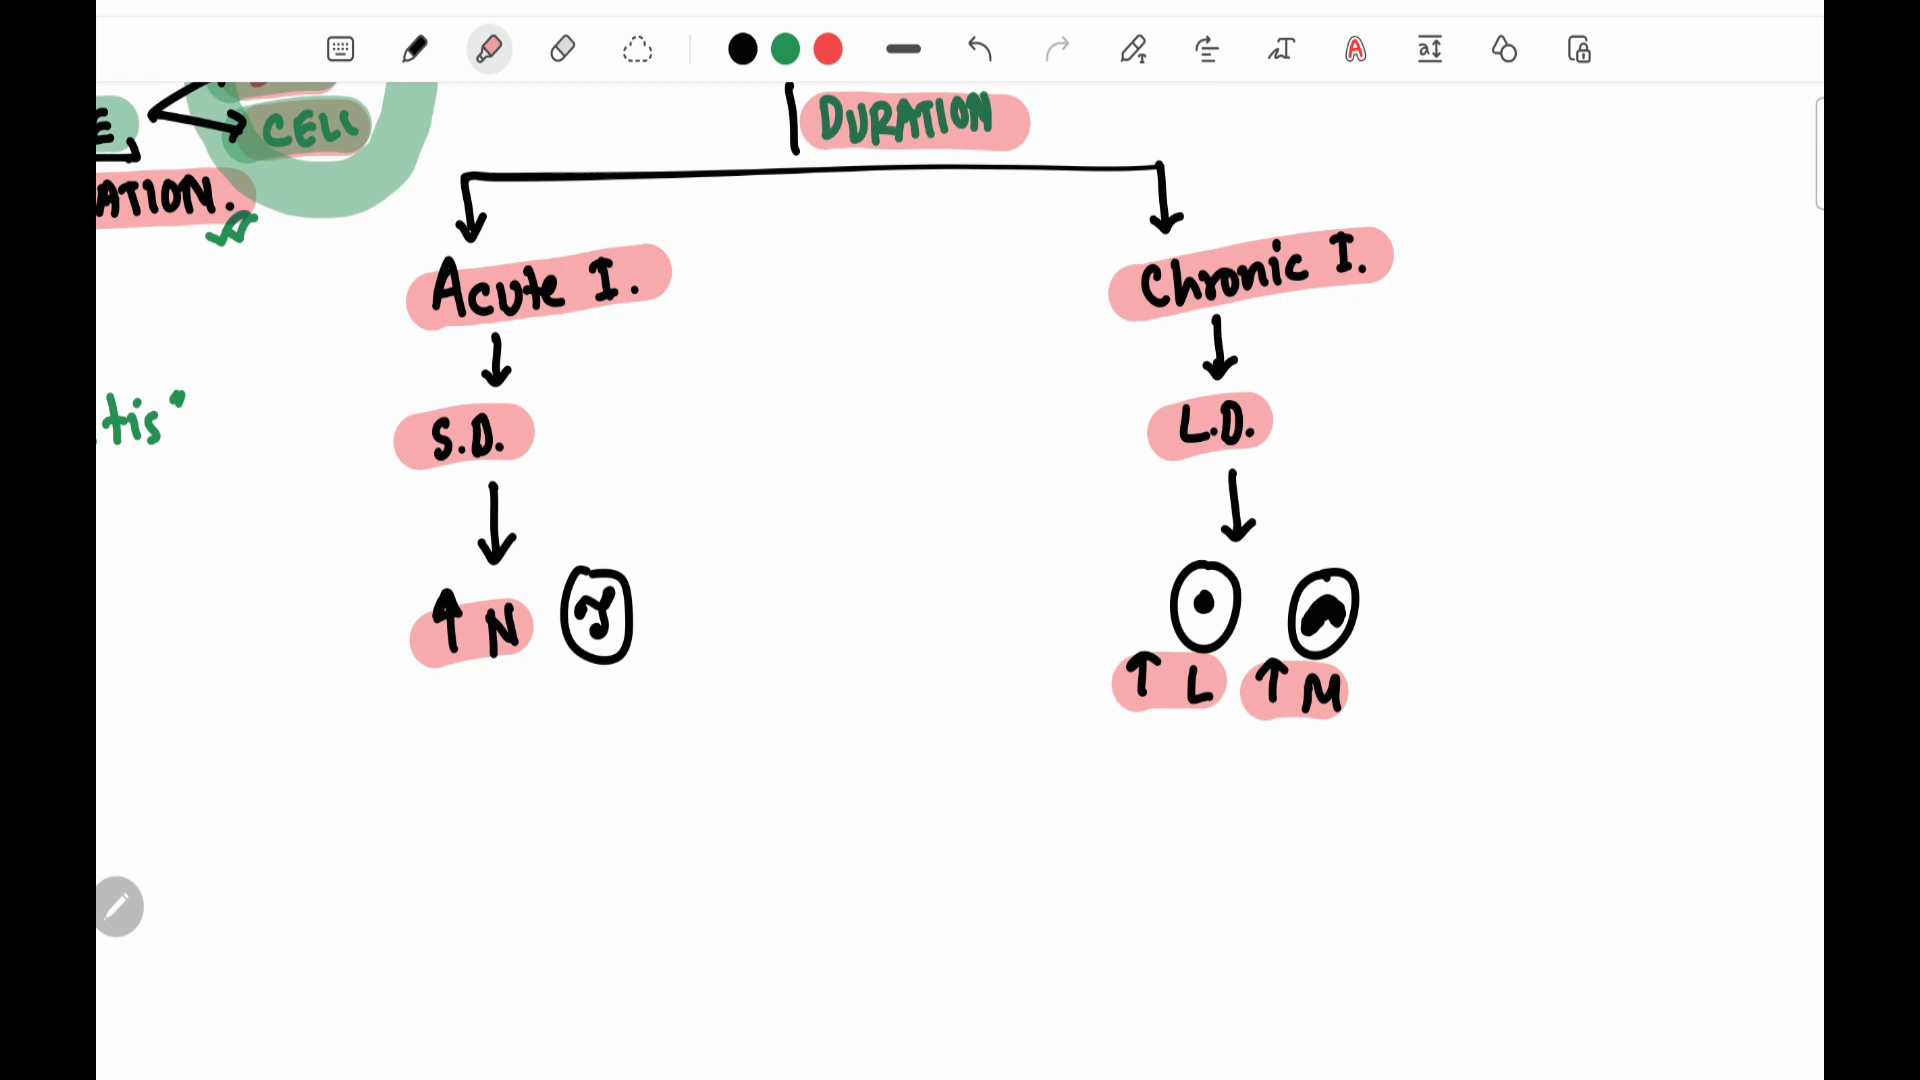 DURATION
CELL
E
ATION.
Acute I.
Chronic I.
tis"
S.D.
L.D.
↑ N
↑ L ↑ M